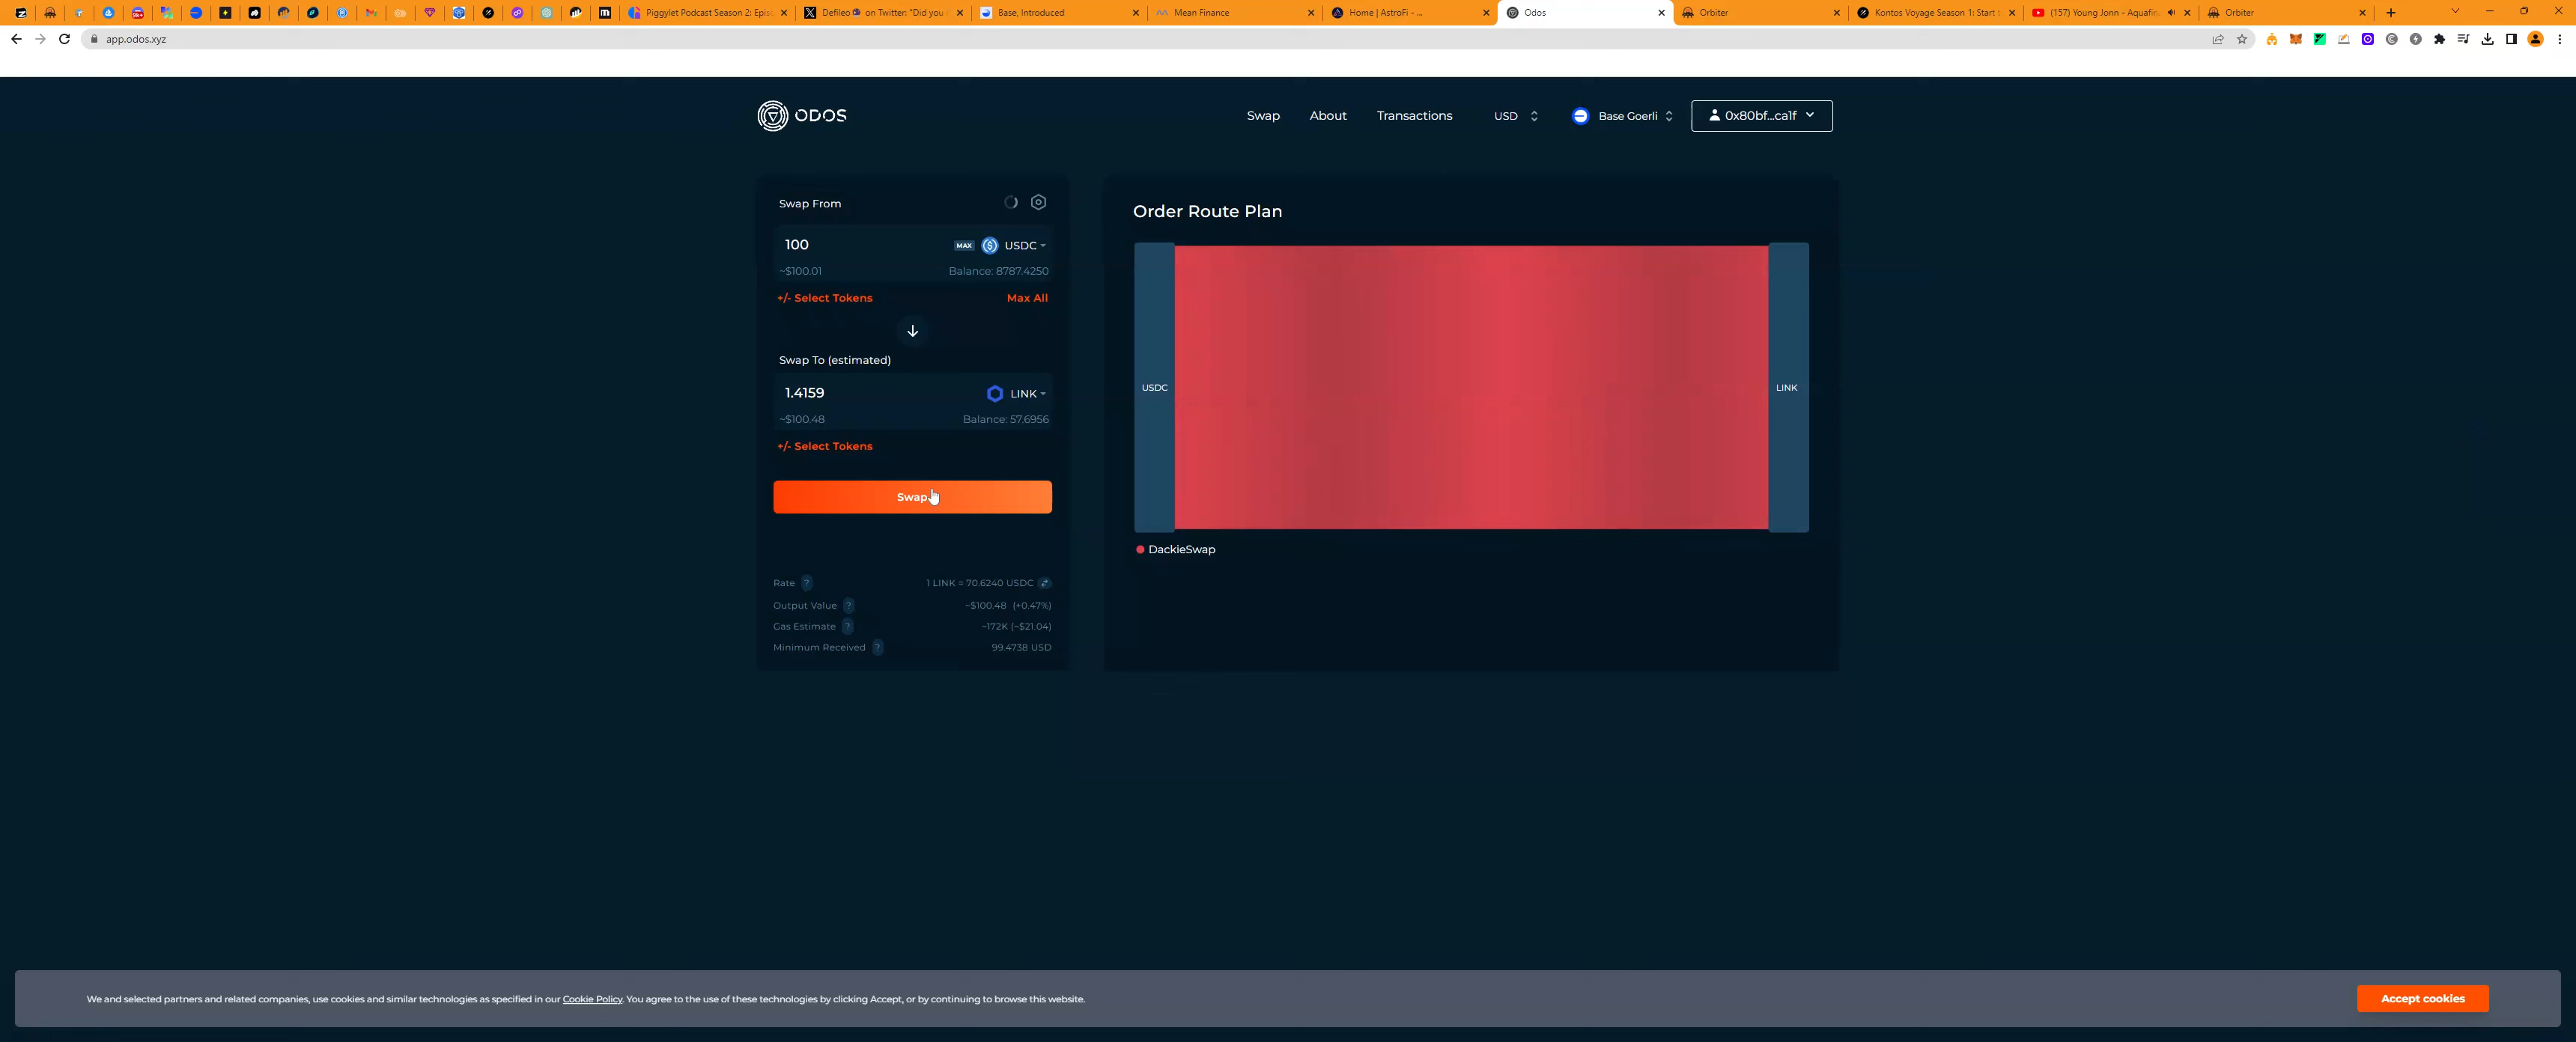 Piggylet Podcast Season 2: Epis
Defileo on Twitter: "Did you
Base, Introduced
Mean Finance
Home | AstroFi - ...
Odos
Orbiter
Kontos Voyage Season 1: Start
(157) Young Jonn - Aquafin
Orbiter
app.odos.xyz
ODOS
Swap
About
Transactions
USD
Base Goerli
0x80bf...ca1f
Swap From
100
MAX
USDC
~$100.01
Balance: 8787.4250
+/- Select Tokens
Max All
Swap To (estimated)
1.4159
LINK
~$100.48
Balance: 57.6956
+/- Select Tokens
Swap
Rate ?
1 LINK = 70.6240 USDC
Output Value ?
~$100.48 (+0.47%)
Gas Estimate ?
~172K (~$21.04)
Minimum Received ?
99.4738 USD
Order Route Plan
USDC
LINK
DackieSwap
We and selected partners and related companies, use cookies and similar technologies as specified in our Cookie Policy. You agree to the use of these technologies by clicking Accept, or by continuing to browse this website.
Accept cookies